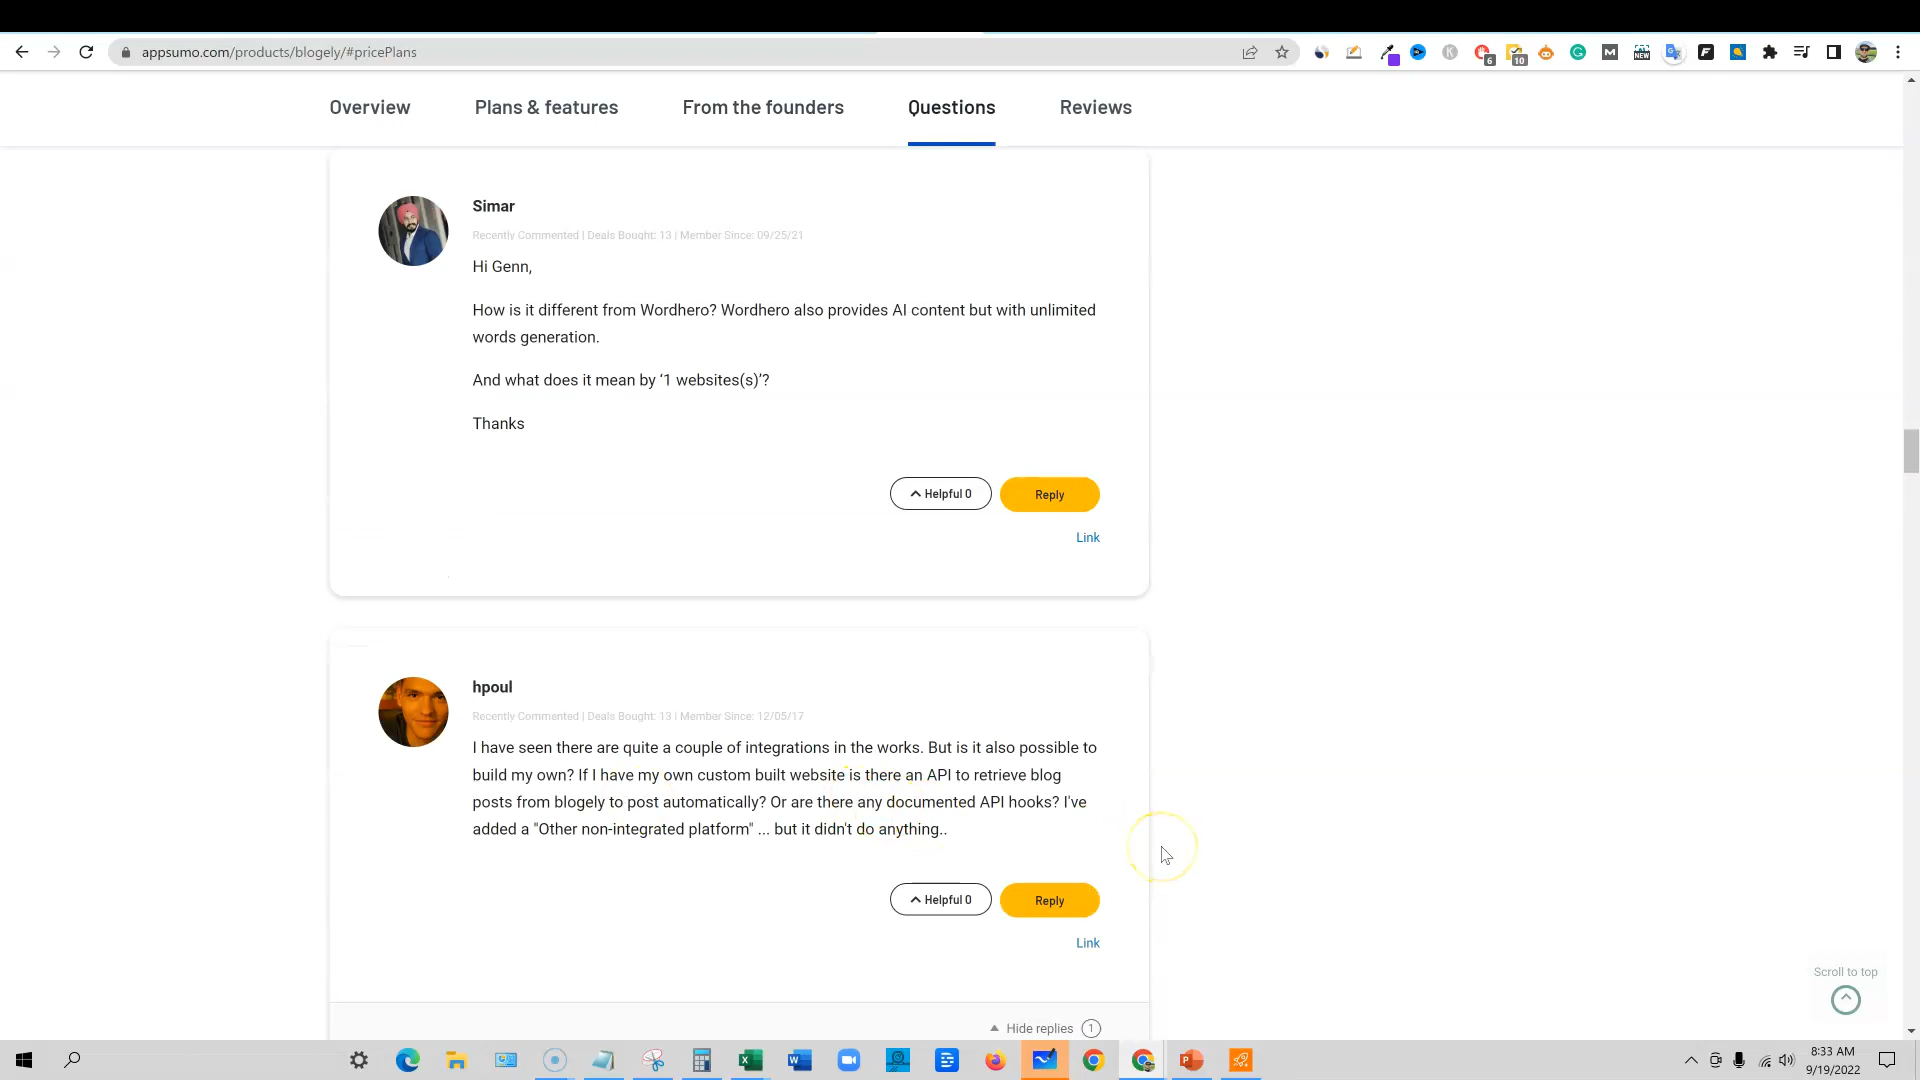 appsumo.com/products/blogely/#pricePlans
6
10
NEW
Overview
Plans & features
From the founders
Questions
Reviews
Simar
Recently Commented | Deals Bought: 13 | Member Since: 09/25/21
Hi Genn,
How is it different from Wordhero? Wordhero also provides AI content but with unlimited
words generation.
And what does it mean by ‘1 websites(s)’?
Thanks
Helpful 0
Reply
Link
hpoul
Recently Commented | Deals Bought: 13 | Member Since: 12/05/17
I have seen there are quite a couple of integrations in the works. But is it also possible to
build my own? If I have my own custom built website is there an API to retrieve blog
posts from blogely to post automatically? Or are there any documented API hooks? I've
added a "Other non-integrated platform" ... but it didn't do anything..
Helpful 0
Reply
Link
Hide replies 1
Scroll to top
8:33 AM
9/19/2022